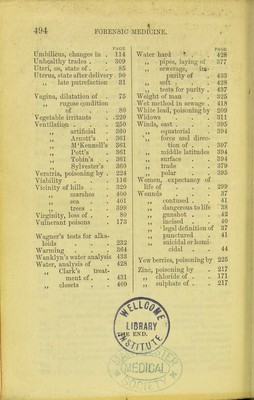 494 FORENSIC MEDICINE.
PAGE
Umbilicus, changes in . 114
Unhealthy trades . . 309
Uteri, os, state of . . 85
Uterus, state after delivery 90
,, late putrefaction 31
Vagina, dilatation of . 75
,, rugose condition
of . . 86
Vegetable irritants . . 229
Ventilation . . . 250
,, artificial . 360
,, Arnott's . 361
,, M'Kennell's 361
,, Pott's . 361
,, Tobin's . 361
,, Sylvester's 360
Veratria, poisoning by . 224
Viability . . . 116
Vicinity of hills . . 329
,, marshes . 400
,, sea . . 401
,, trees . . 399
Virginity, loss of . . 80
Vulnerant poisons . 173
Wagner's tests for alka-
loids . . . 232
Warming . . . 364
Wanklyn's water analysis 433
Water, analysis of . 428
,, Clark's treat-
ment of . . 431
,, closets . . 409
PAGE
Water hard . . 428
,, pipes, laying of 377
,, sewerage,
purity of . 433
,, soft . . . 428
,, tests for purity . 437
Weight of man . . 325
Wet method in sewage . 418
White lead, poisoning by 209
Widows . . . 311
Winds, east . . . 395
,, equatorial . 394
,, force and direc-
tion of . . 397
,, middle latitudes 394
,, surface . . 394
,, trade . . 379
,, polar . . 395
Women, expectancy of
life of . . . 299
Wounds . . . 37
,, contused . . 41
,, dangerous to life 38
,, gunshot . . 42
,, incised . . 40
,, legal definition of 37
,, punctured . 41
,, suicidal or homi-
cidal . . 44
Yew berries, poisoning by 225
Zinc, poisoning by . 217
,, chloride of . . 171
,, sulphate of . . 217
THE END.
WELLCOME
LIBRARY
INSTITUTE
MEDICAL
SOCIETY